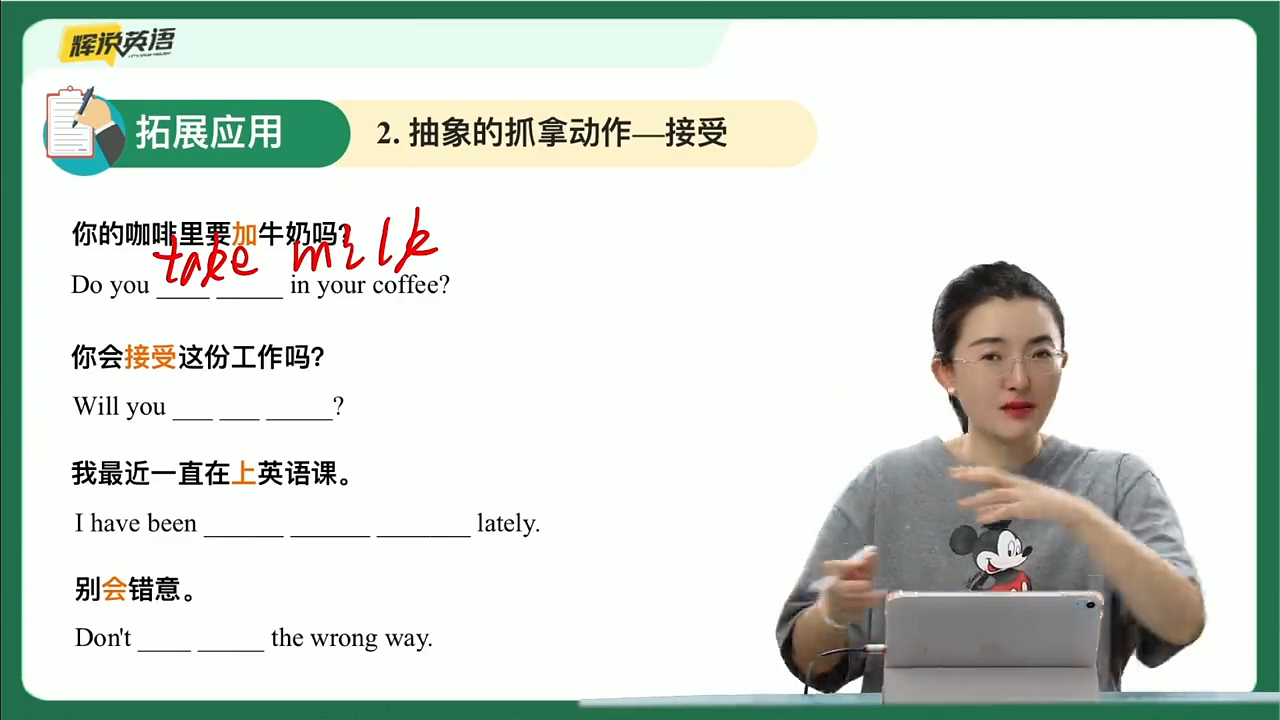 辉说英语
拓展应用
2. 抽象的抓拿动作—接受
你的咖啡里要加牛奶吗?
take milk
Do you ____ _____ in your coffee?
你会接受这份工作吗?
Will you ___ ___ _____?
我最近一直在上英语课。
I have been ______ ______ _______ lately.
别会错意。
Don't ____ _____ the wrong way.